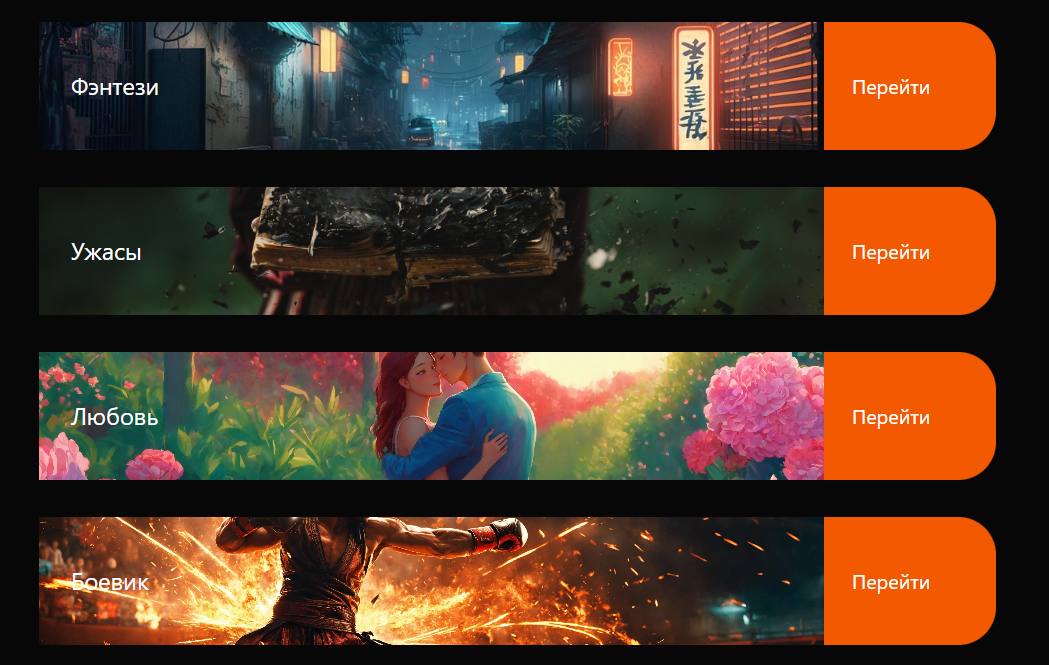 Фэнтези
Перейти
Ужасы
Перейти
Любовь
Перейти
Боевик
Перейти